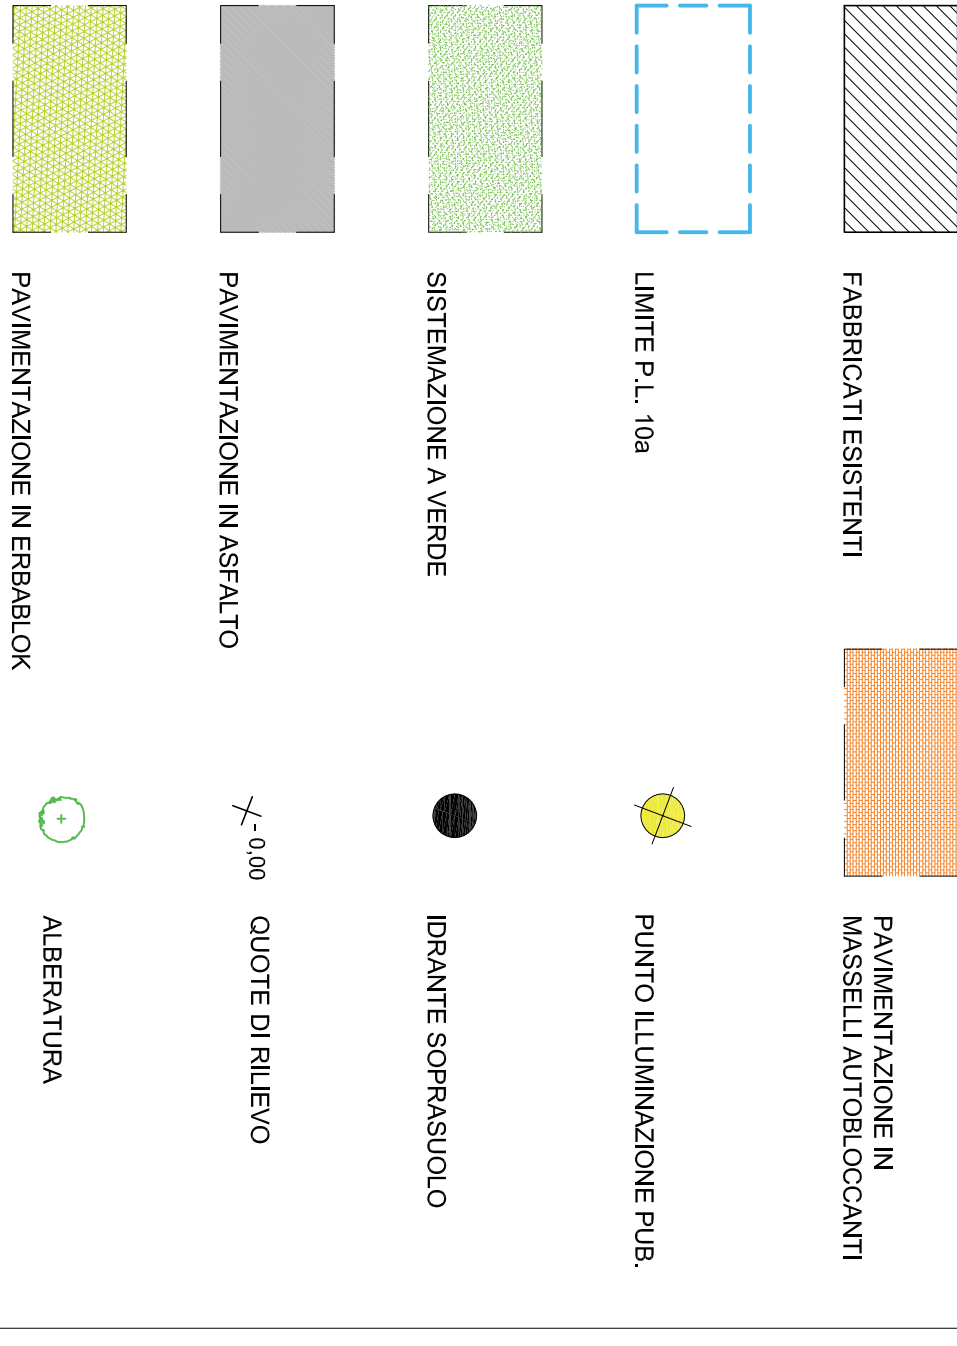 FABBRICATI ESISTENTI
LIMITE P.L. 10a
SISTEMAZIONE A VERDE
PAVIMENTAZIONE IN ASFALTO
PAVIMENTAZIONE IN ERBABLOK
PAVIMENTAZIONE IN
MASSELLI AUTOBLOCCANTI
PUNTO ILLUMINAZIONE PUB.
IDRANTE SOPRASUOLO
- 0,00
QUOTE DI RILIEVO
ALBERATURA